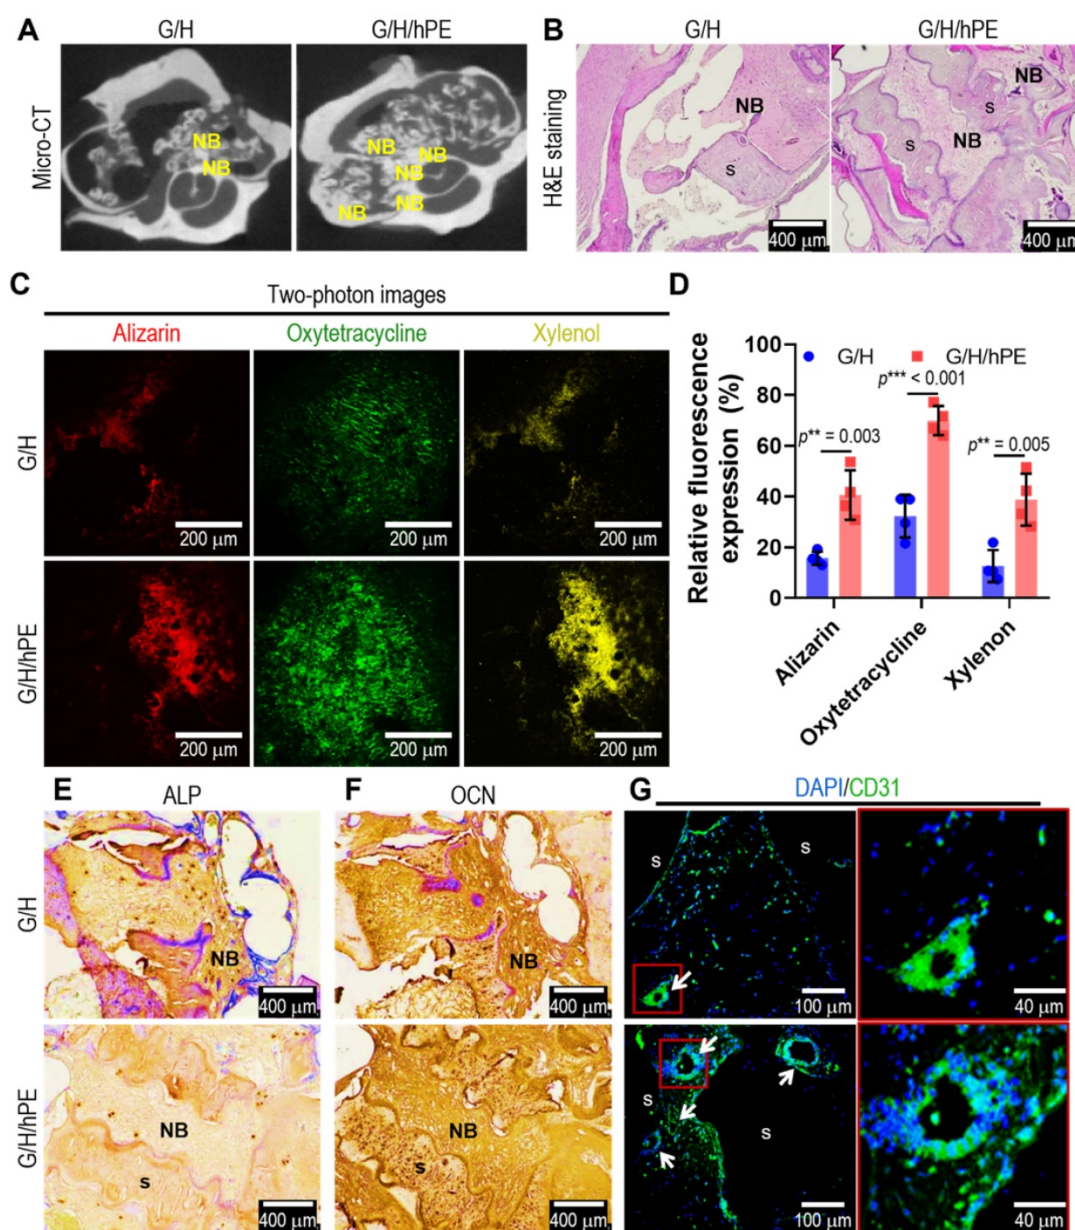 A
G/H
G/H/hPE
Micro-CT
NB
NB
NB
NB
NB
NB
NB
B
G/H
G/H/hPE
H&E staining
NB
s
400 μm
NB
s
NB
s
400 μm
C
Two-photon images
Alizarin
Oxytetracycline
Xylenol
G/H
200 μm
200 μm
200 μm
G/H/hPE
200 μm
200 μm
200 μm
D
Relative fluorescence
expression (%)
100
80
60
40
20
0
G/H
G/H/hPE
p*** < 0.001
p** = 0.003
p** = 0.005
Alizarin
Oxytetracycline
Xylenon
E
ALP
G/H
NB
400 μm
G/H/hPE
NB
s
400 μm
F
OCN
NB
400 μm
NB
s
400 μm
G
DAPI/CD31
s
s
100 μm
40 μm
s
s
100 μm
40 μm